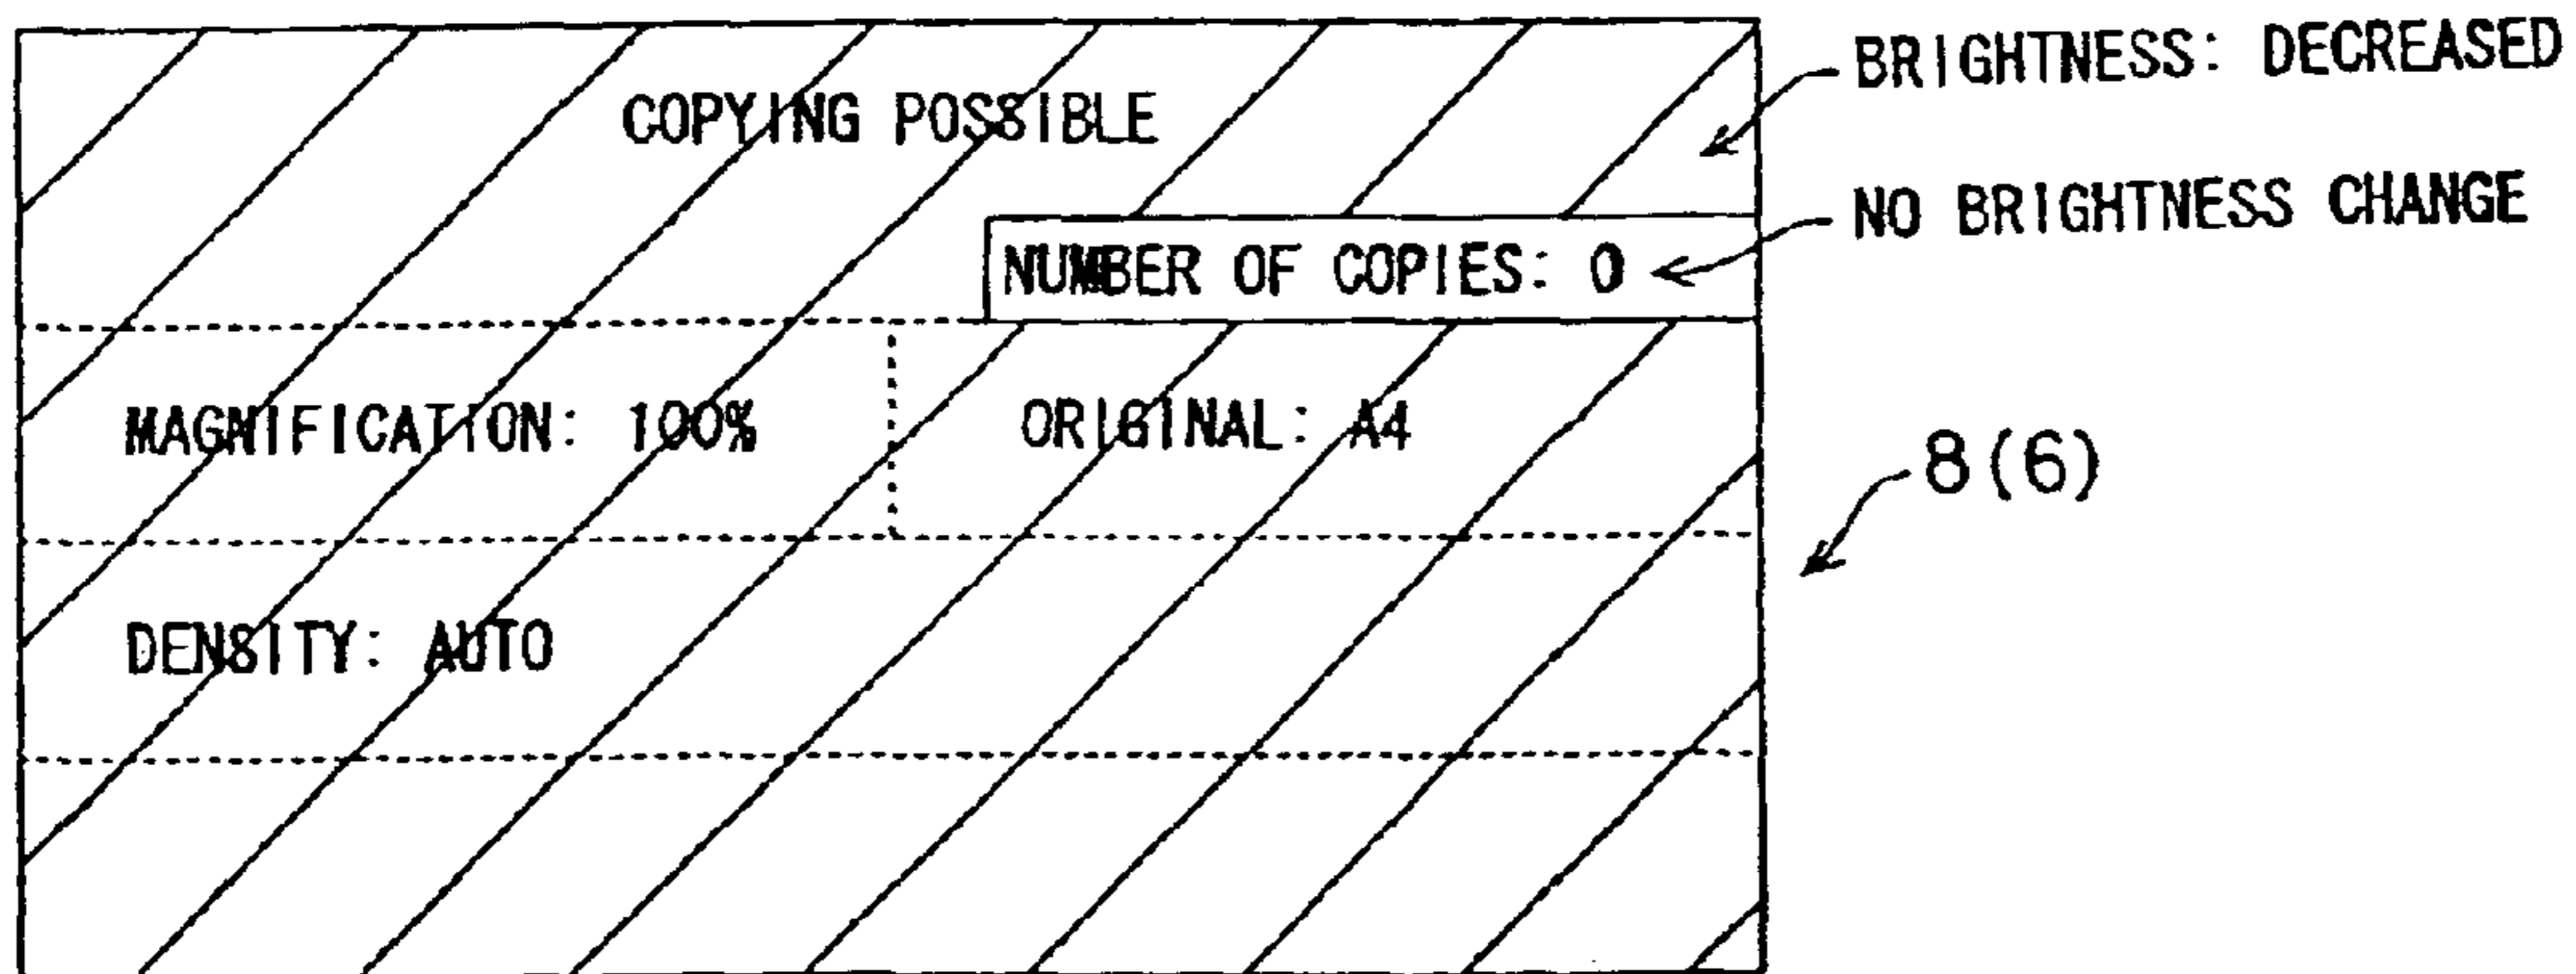 BRIGHTNESS: DECREASED
COPYING POSSIBLE
NO BRIGHTNESS CHANGE
NUMBER OF COPIES: 0
MAGNIFICATION: 100%
ORIGINAL: A4
8(6)
DENSITY: AUTO